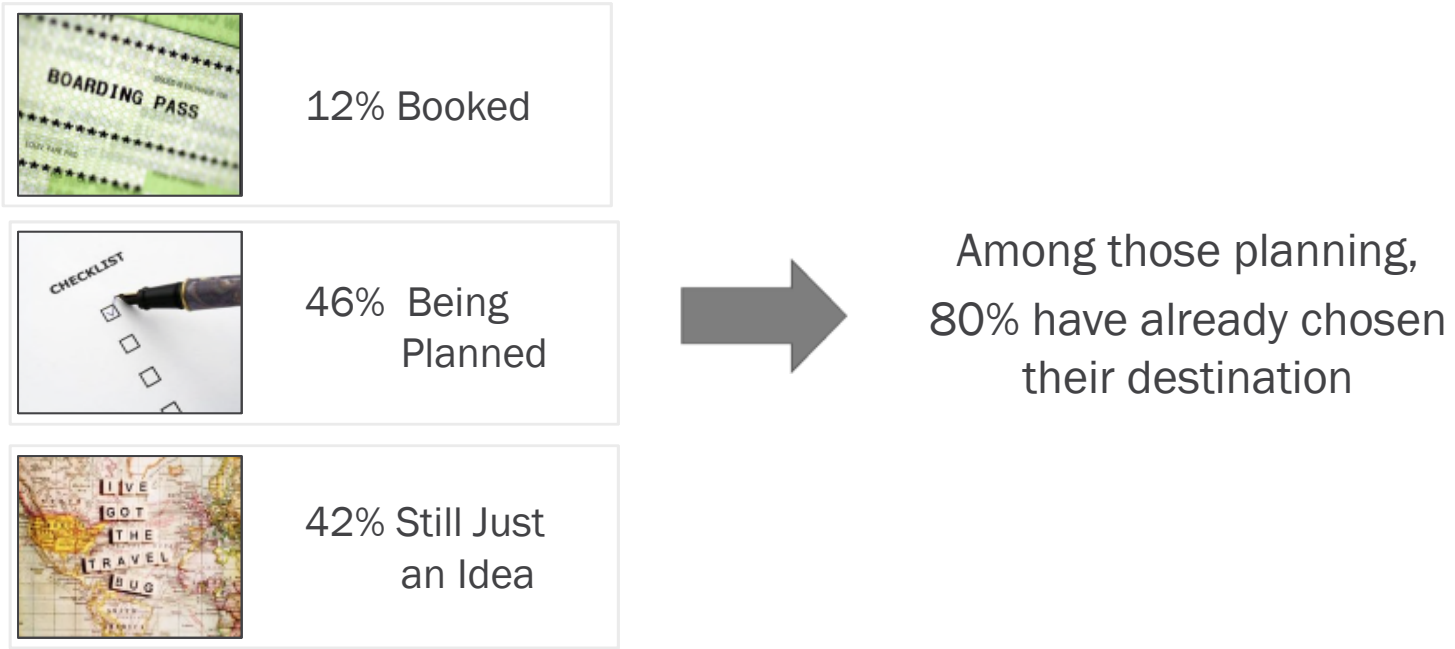 BOARDING PASS
12% Booked
CHECKLIST
46% Being
Planned
Among those planning,
80% have already chosen
their destination
I'VE
GOT
THE
TRAVEL
BUG
42% Still Just
an Idea